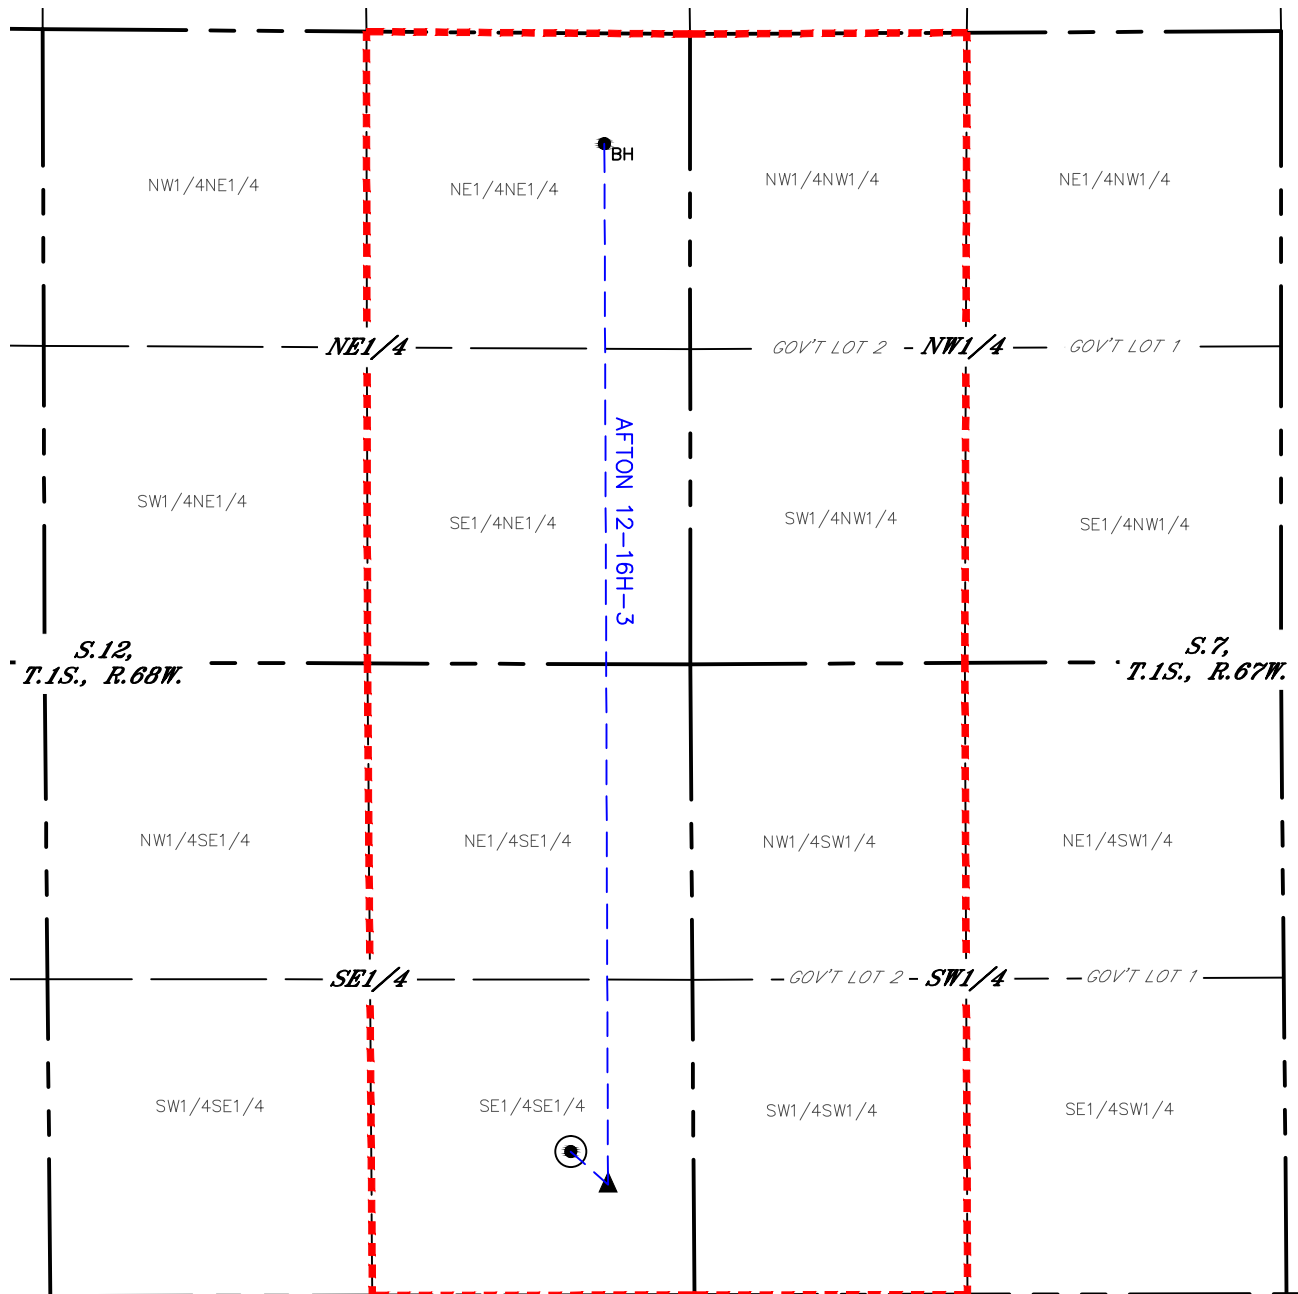 BH
NW1/4NE1/4
NE1/4NE1/4
NW1/4NW1/4
NE1/4NW1/4
NE1/4
GOV'T LOT 2
NW1/4
GOV'T LOT 1
AFTON 12-16H-3
SW1/4NE1/4
SE1/4NE1/4
SW1/4NW1/4
SE1/4NW1/4
S.12,
T.1S., R.68W.
S.7,
T.1S., R.67W.
NW1/4SE1/4
NE1/4SE1/4
NW1/4SW1/4
NE1/4SW1/4
SE1/4
GOV'T LOT 2
SW1/4
GOV'T LOT 1
SW1/4SE1/4
SE1/4SE1/4
SW1/4SW1/4
SE1/4SW1/4